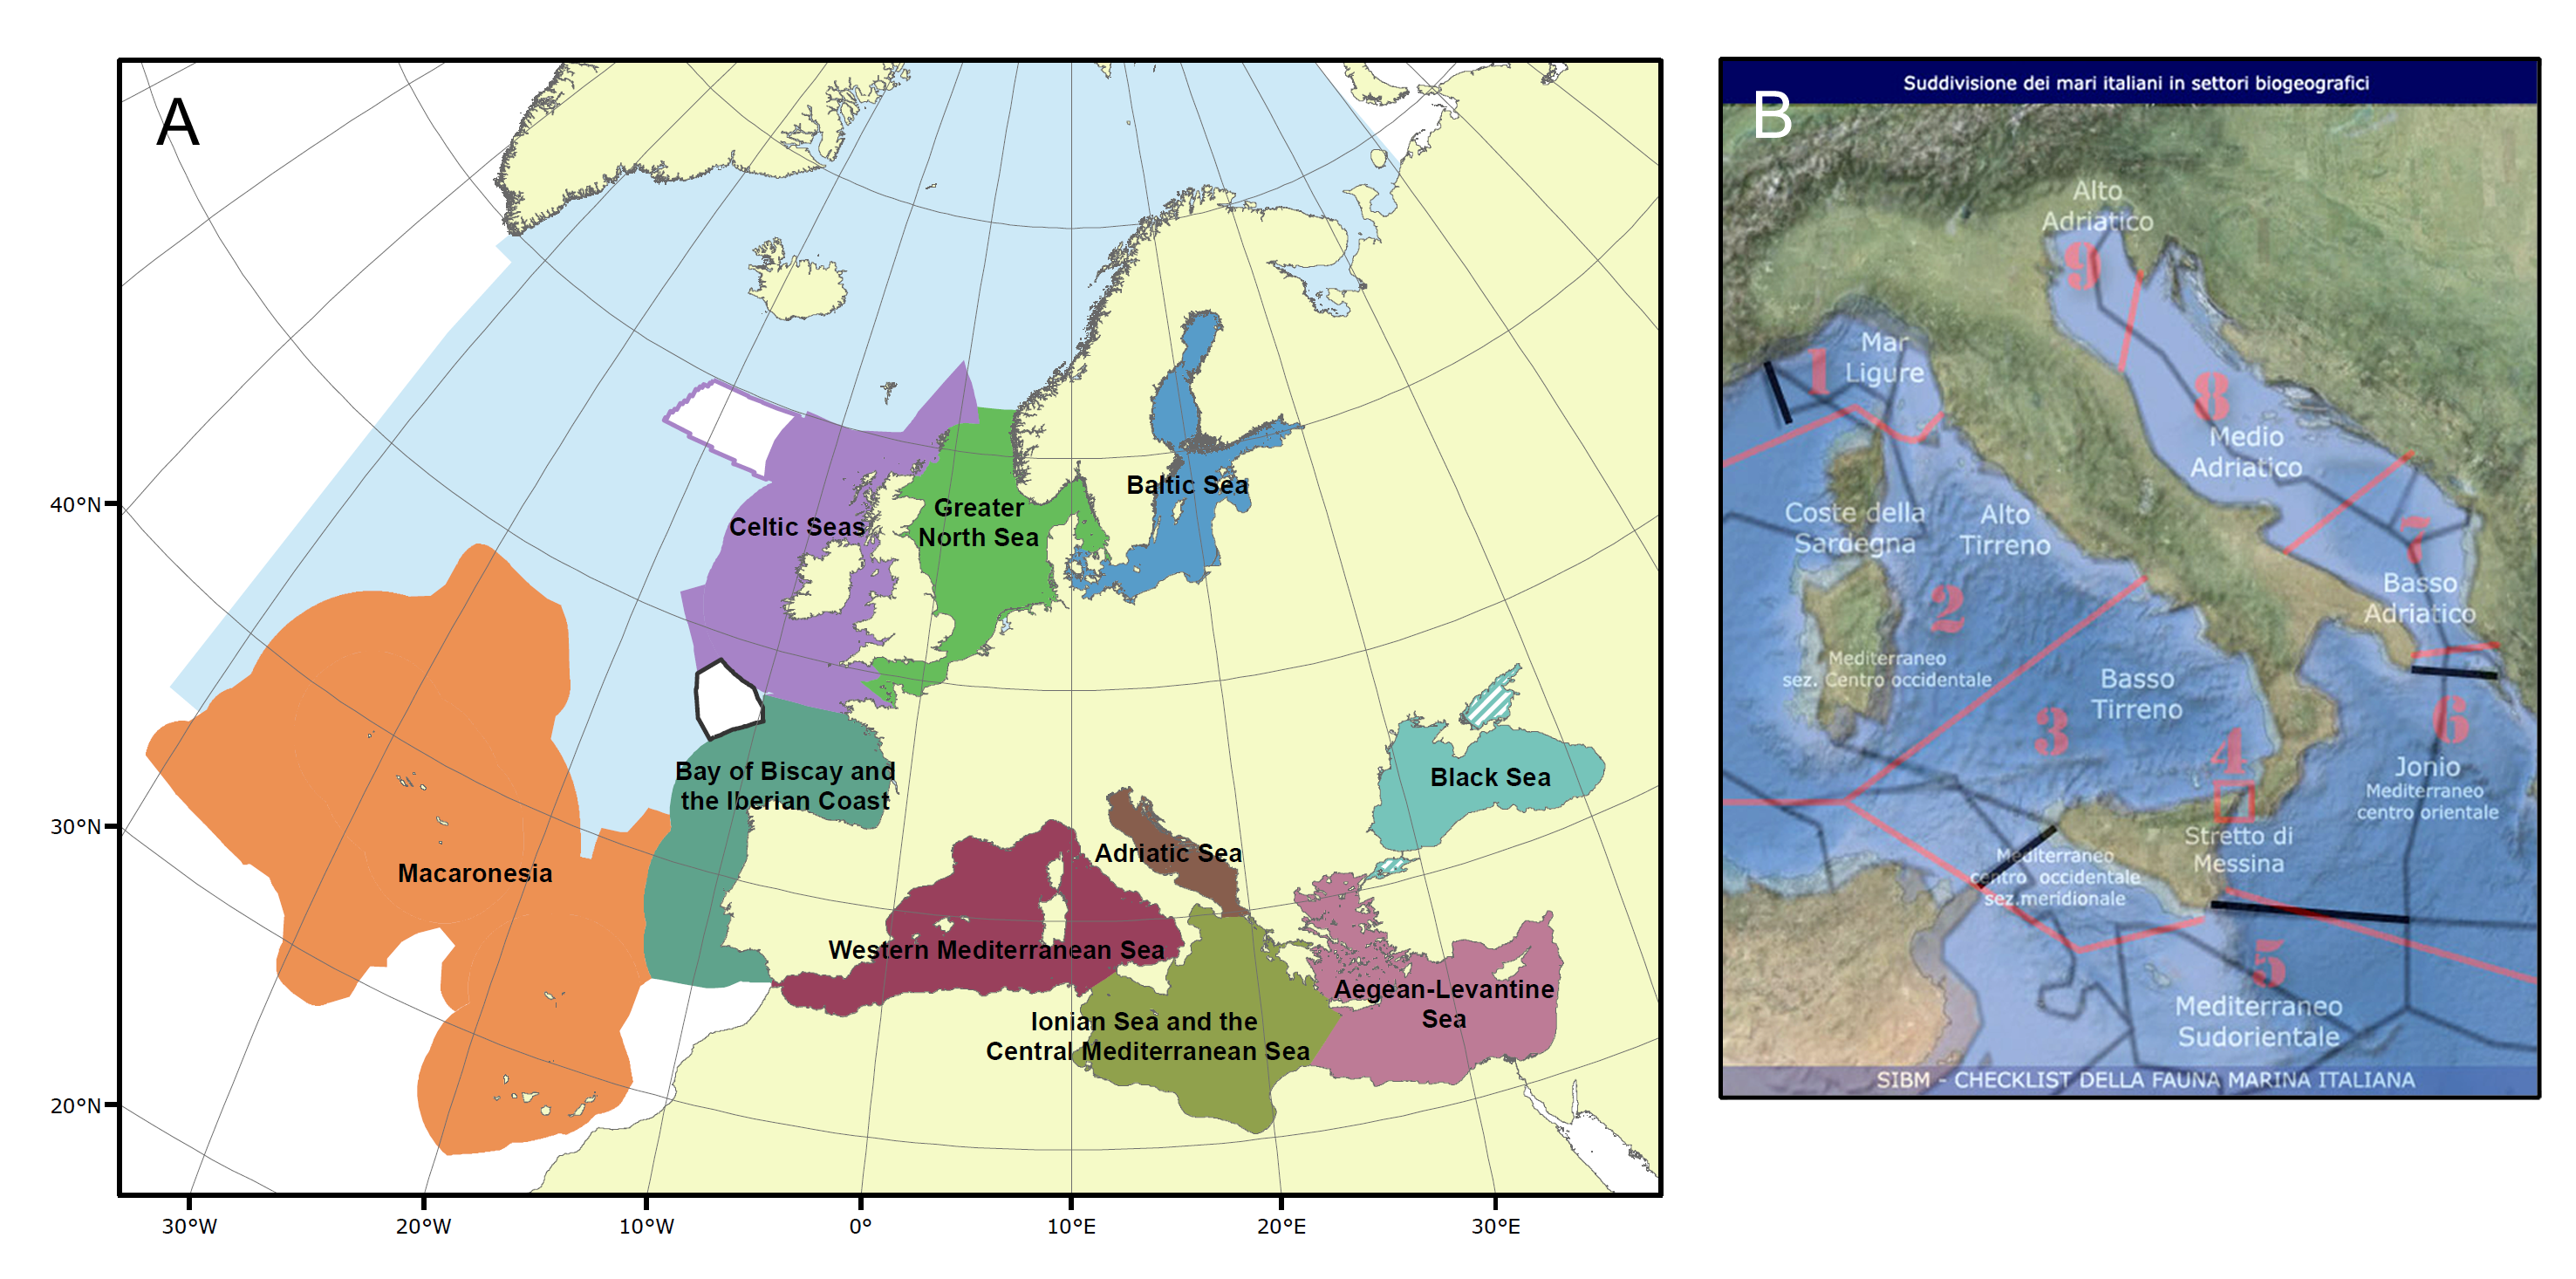 A
Celtic Seas
Greater
North Sea
Baltic Sea
Bay of Biscay and
the Iberian Coast
Black Sea
Macaronesia
Adriatic Sea
Western Mediterranean Sea
Aegean-Levantine
Sea
Ionian Sea and the
Central Mediterranean Sea
40°N
30°N
20°N
30°W
20°W
10°W
0°
10°E
20°E
30°E
Suddivisione dei mari italiani in settori biogeografici
B
Alto
Adriatico
9
1
Mar
Ligure
8
Medio
Adriatico
Coste della
Sardegna
Alto
Tirreno
7
Basso
Adriatico
2
Mediterraneo
sez. Centro occidentale
Basso
Tirreno
3
4
6
Jonio
Mediterraneo
centro orientale
Stretto di
Messina
Mediterraneo
centro occidentale
sez.meridionale
5
Mediterraneo
Sudorientale
SIBM - CHECKLIST DELLA FAUNA MARINA ITALIANA